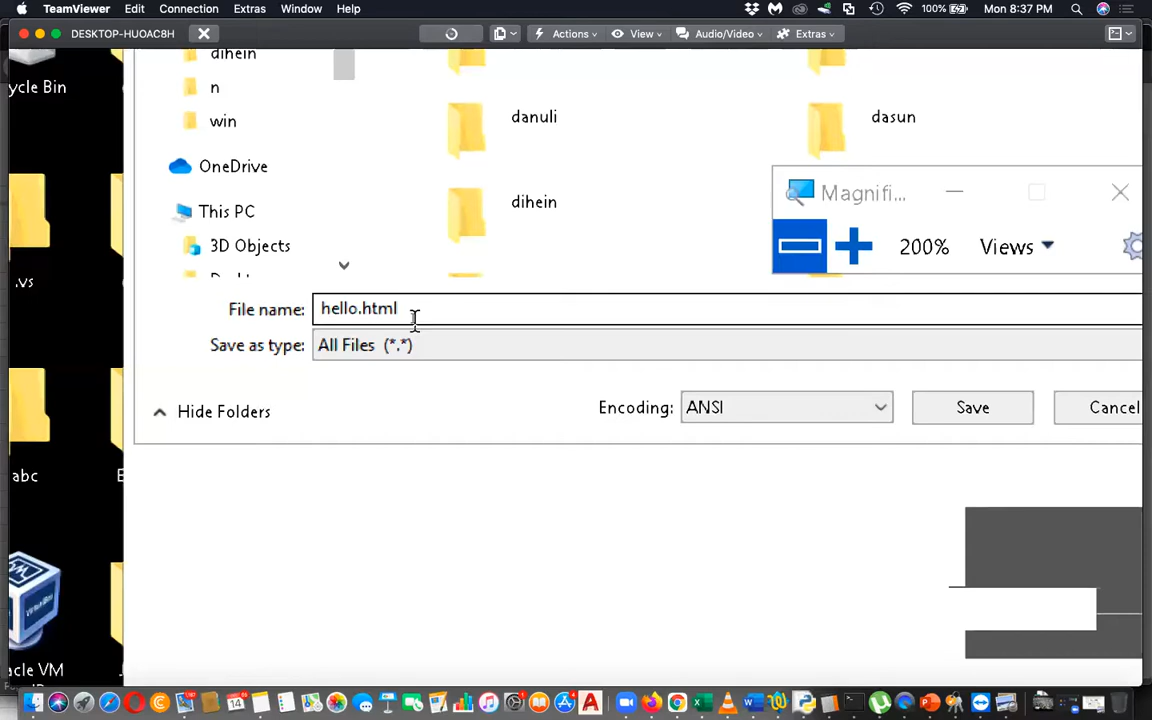 TeamViewer Edit Connection Extras Window Help 100% Mon 8:37 PM
DESKTOP-HUOAC8H Actions View Audio/Video Extras
ycle Bin
dihein
n
win
OneDrive
This PC
3D Objects
danuli
dasun
dihein
Magnifi...
200% Views
.vs
File name: hello.html
Save as type: All Files (*.*)
Hide Folders
Encoding: ANSI
Save
Cancel
abc
acle VM